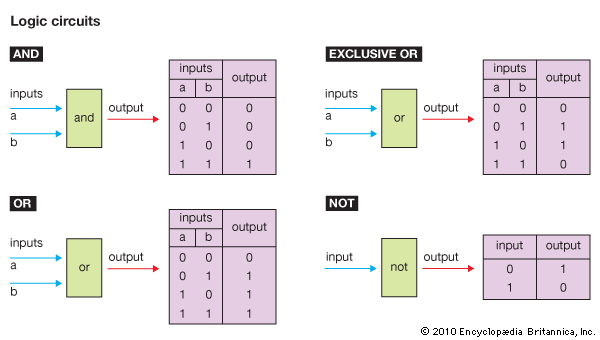 Logic circuits
AND
inputs
a
b
and
output
inputs output
a b
0 0 0
0 1 0
1 0 0
1 1 1
EXCLUSIVE OR
inputs
a
b
or
output
inputs output
a b
0 0 0
0 1 1
1 0 1
1 1 0
OR
inputs
a
b
or
output
inputs output
a b
0 0 0
0 1 1
1 0 1
1 1 1
NOT
input
not
output
input output
0 1
1 0
© 2010 Encyclopædia Britannica, Inc.